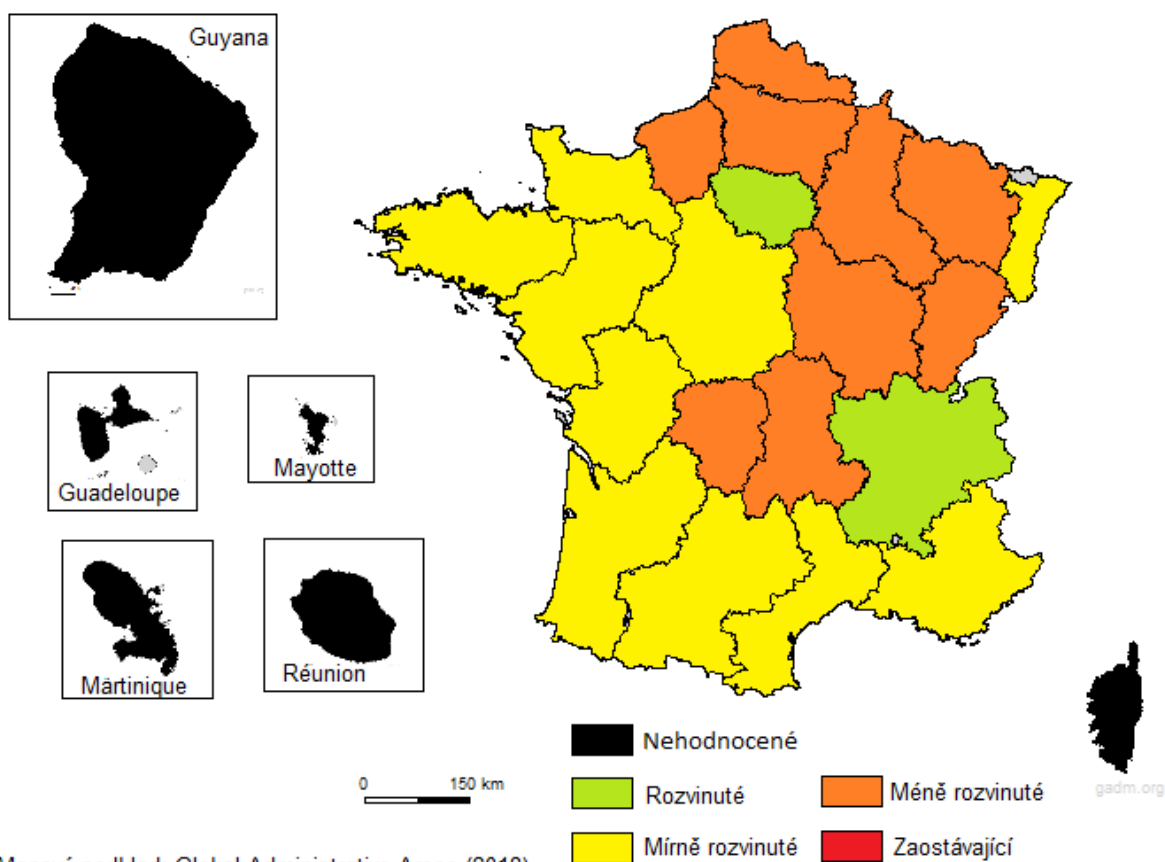 Guyana
Guadeloupe
Mayotte
Martinique
Réunion
0 150 km
Nehodnocené
Rozvinuté
Méně rozvinuté
Mírně rozvinuté
Zaostávající
gadm.org